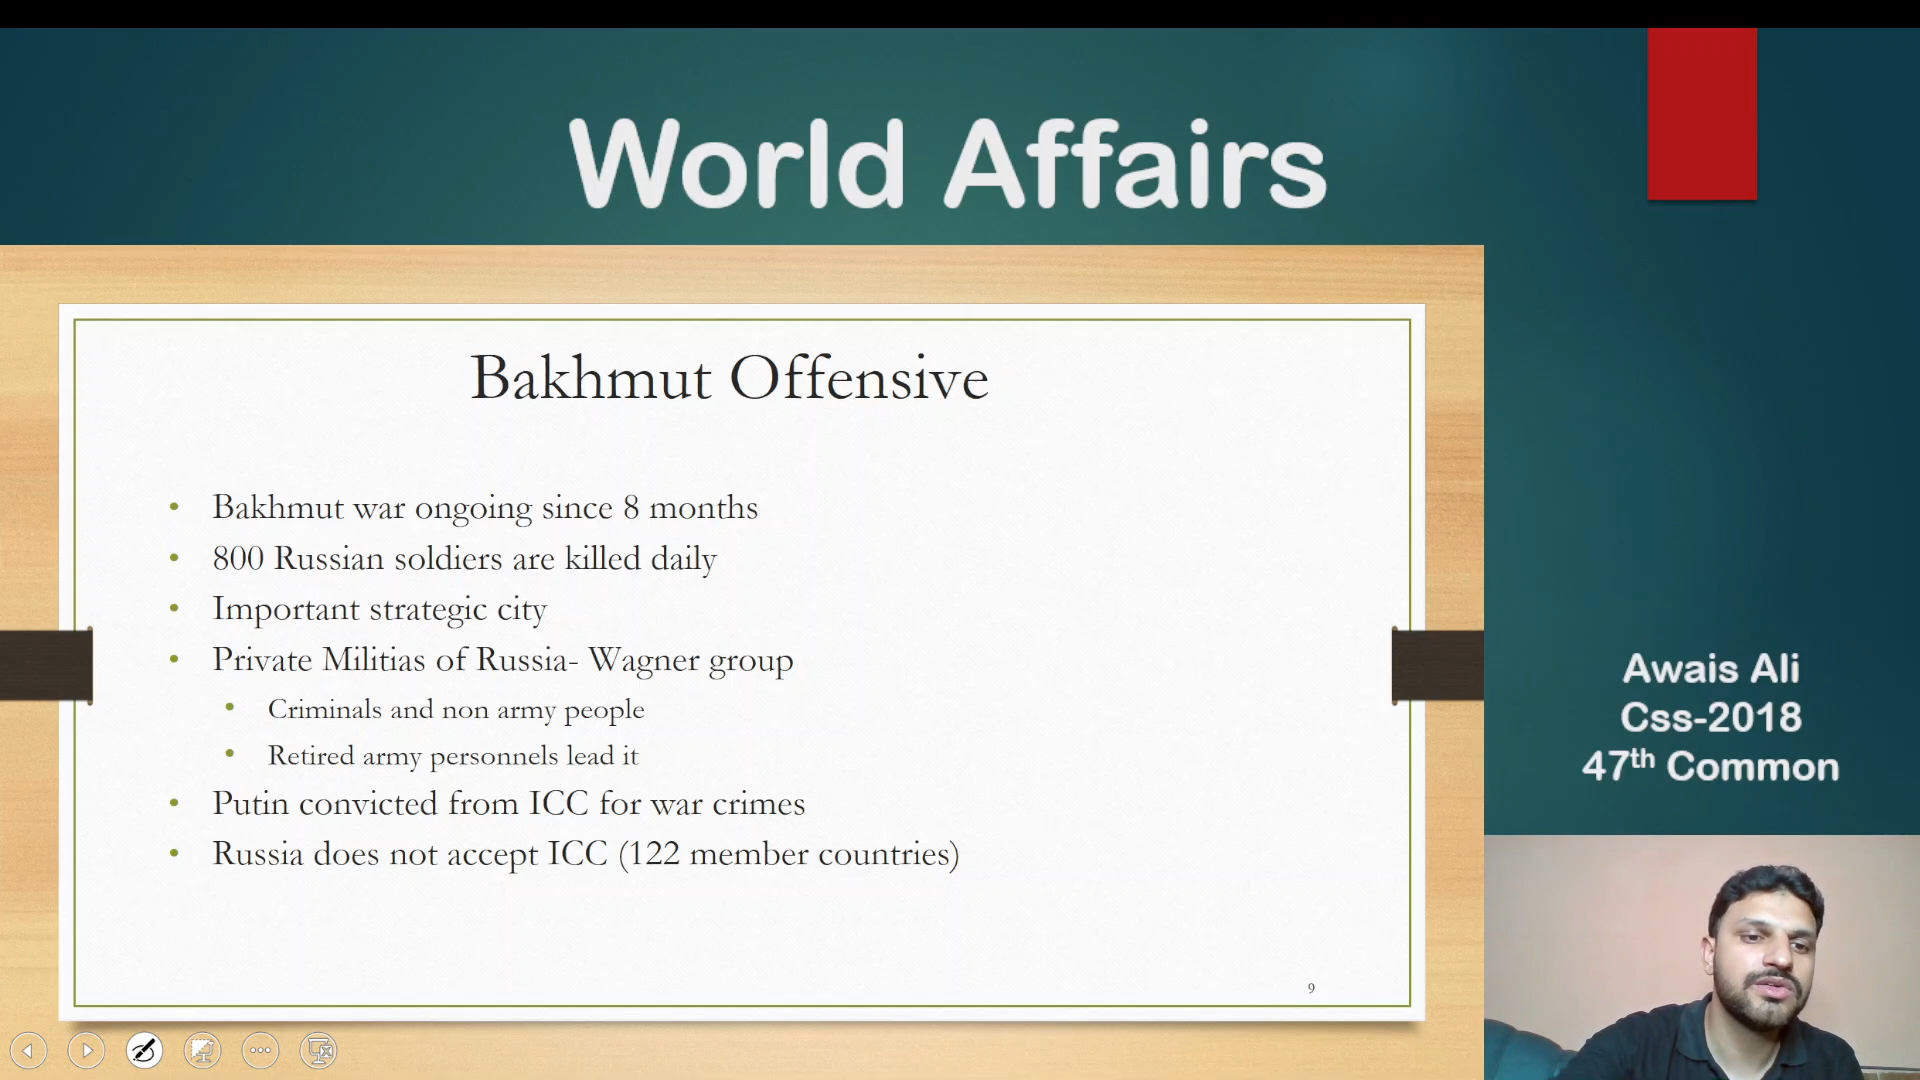 World Affairs
Bakhmut Offensive
• Bakhmut war ongoing since 8 months
• 800 Russian soldiers are killed daily
• Important strategic city
• Private Militias of Russia- Wagner group
• Criminals and non army people
• Retired army personnels lead it
• Putin convicted from ICC for war crimes
• Russia does not accept ICC (122 member countries)
9
Awais Ali
Css-2018
47th Common